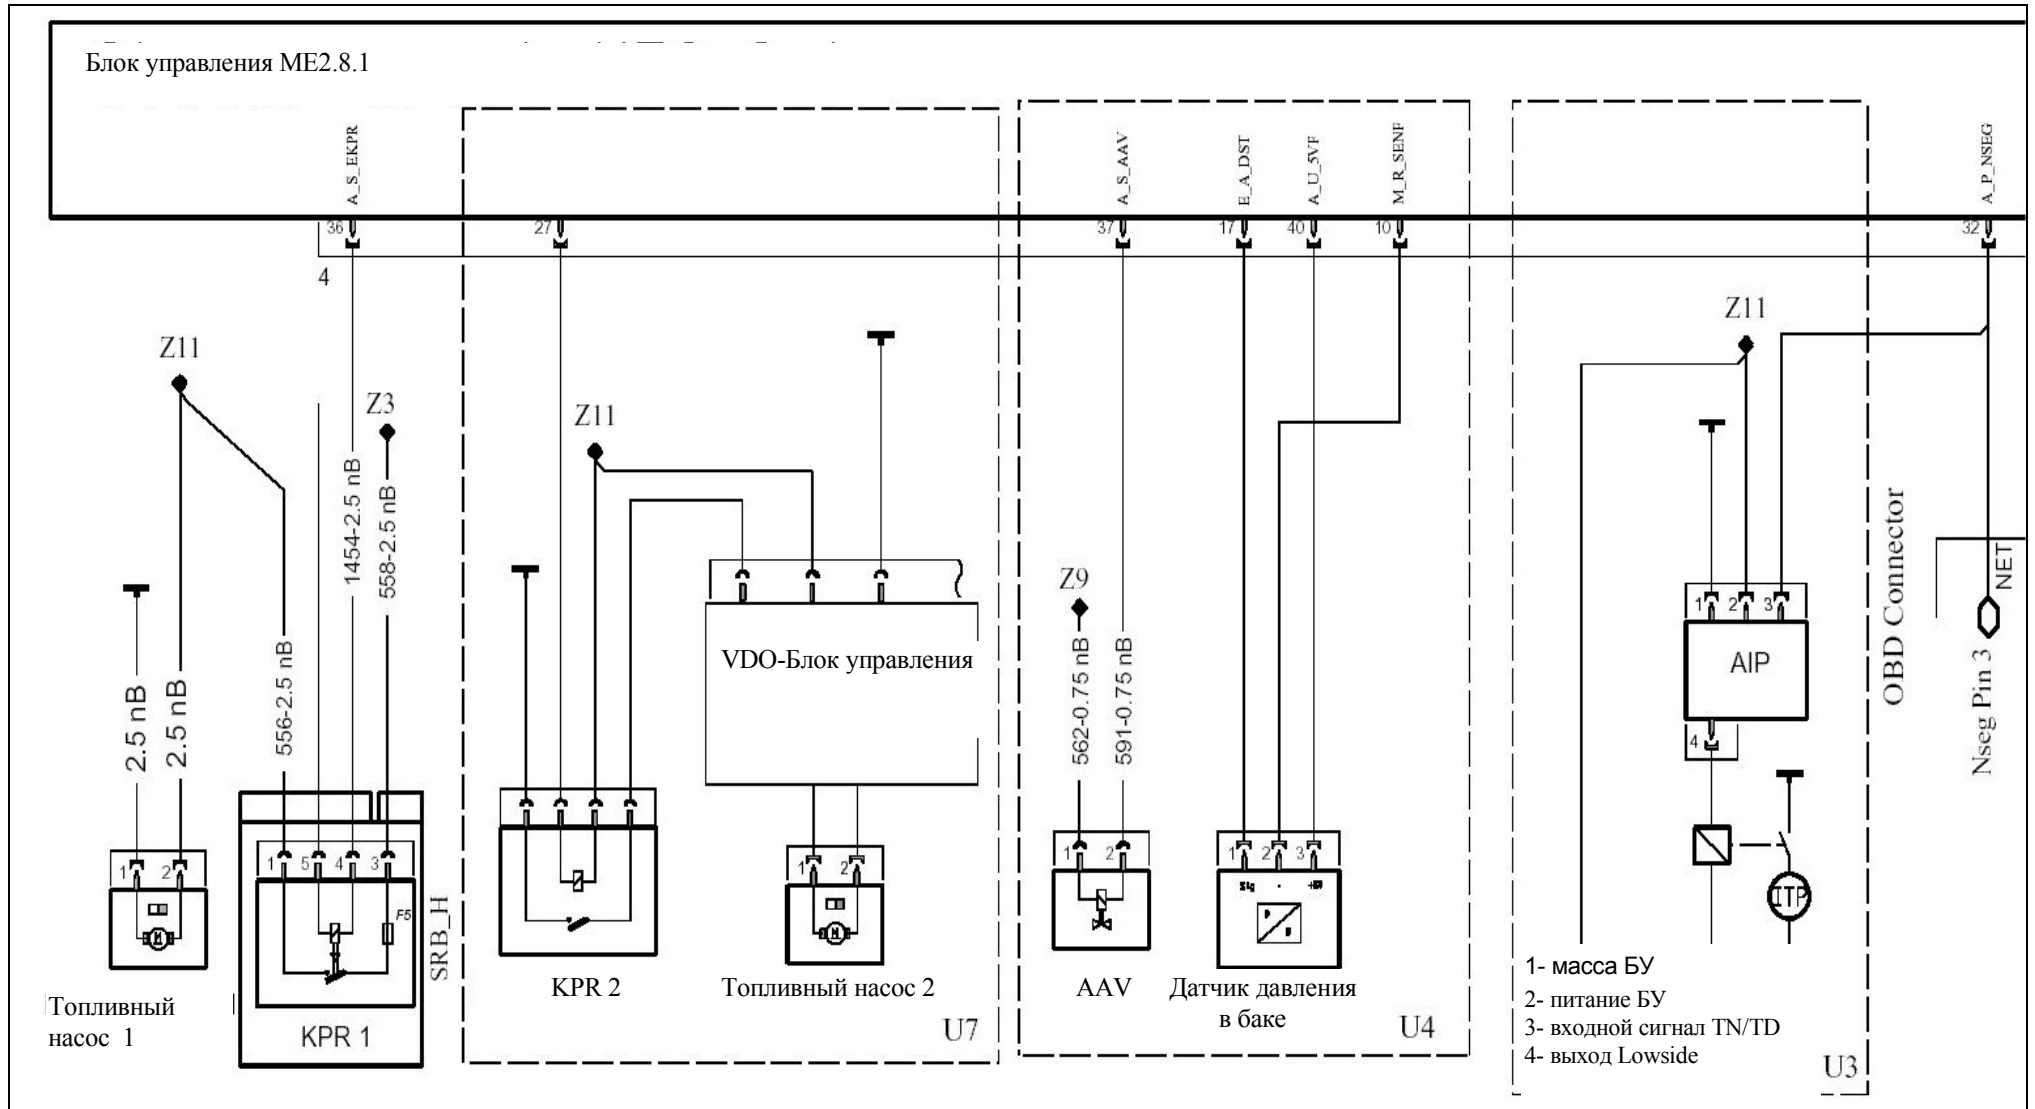 Блок управления ME2.8.1
A_S_EKPR
A_S_AAV
E_A_DST
A_U_5VF
M_R_SENF
A_P_NSEG
36
27
37
17
40
10
32
4
Z11
Z3
Z11
Z9
Z11
2.5 nB
2.5 nB
556-2.5 nB
1454-2.5 nB
558-2.5 nB
562-0.75 nB
591-0.75 nB
VDO-Блок управления
AIP
1
2
3
4
OBD Connector
NET
Nseg Pin 3
1
2
1
5
4
3
F5
M
SRB_H
1
2
M
1
2
1
2
3
Sig
-
P
U
ITP
Топливный
насос 1
KPR 1
KPR 2
Топливный насос 2
U7
AAV
Датчик давления
в баке
U4
1- масса БУ
2- питание БУ
3- входной сигнал TN/TD
4- выход Lowside
U3